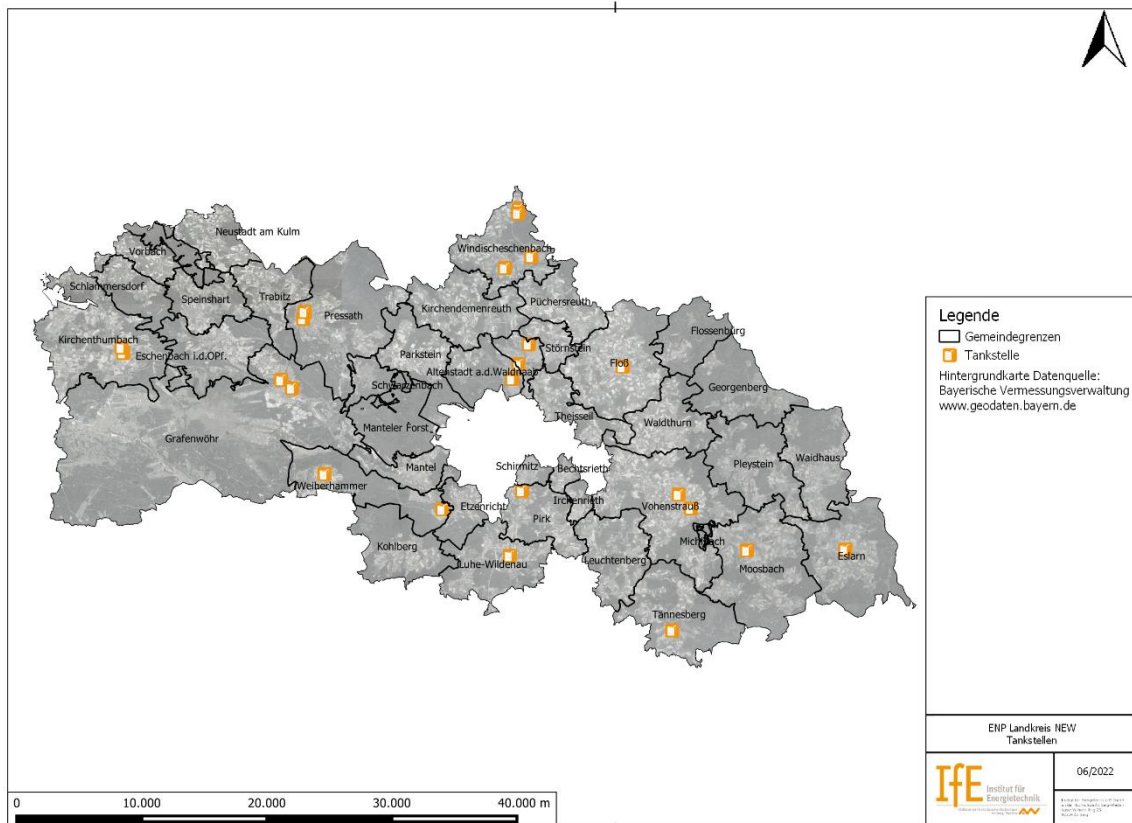 Neustadt am Kulm
Vorbach
Windischeschenbach
Schlammersdorf
Speinshart
Trabitz
Püchersreuth
Kirchendemenreuth
Pressath
Flossenbürg
Kirchenthumbach
Eschenbach i.d.OPf.
Parkstein
Störnstein
Floß
Altenstadt a.d.Waldnaab
Schwarzenbach
Georgenberg
Theisseil
Waldthurn
Manteler Forst
Grafenwöhr
Mantel
Schirmitz
Bechtsrieth
Pleystein
Waidhaus
Weiherhammer
Etzenricht
Irchenrieth
Vohenstrauß
Pirk
Kohlberg
Michlbach
Luhe-Wildenau
Leuchtenberg
Moosbach
Eslarn
Tännesberg
Legende
Gemeindegrenzen
Tankstelle
Hintergrundkarte Datenquelle:
Bayerische Vermessungsverwaltung
www.geodaten.bayern.de
ENP Landkreis NEW
Tankstellen
IfE Institut für
Energietechnik
06/2022
0 10.000 20.000 30.000 40.000 m